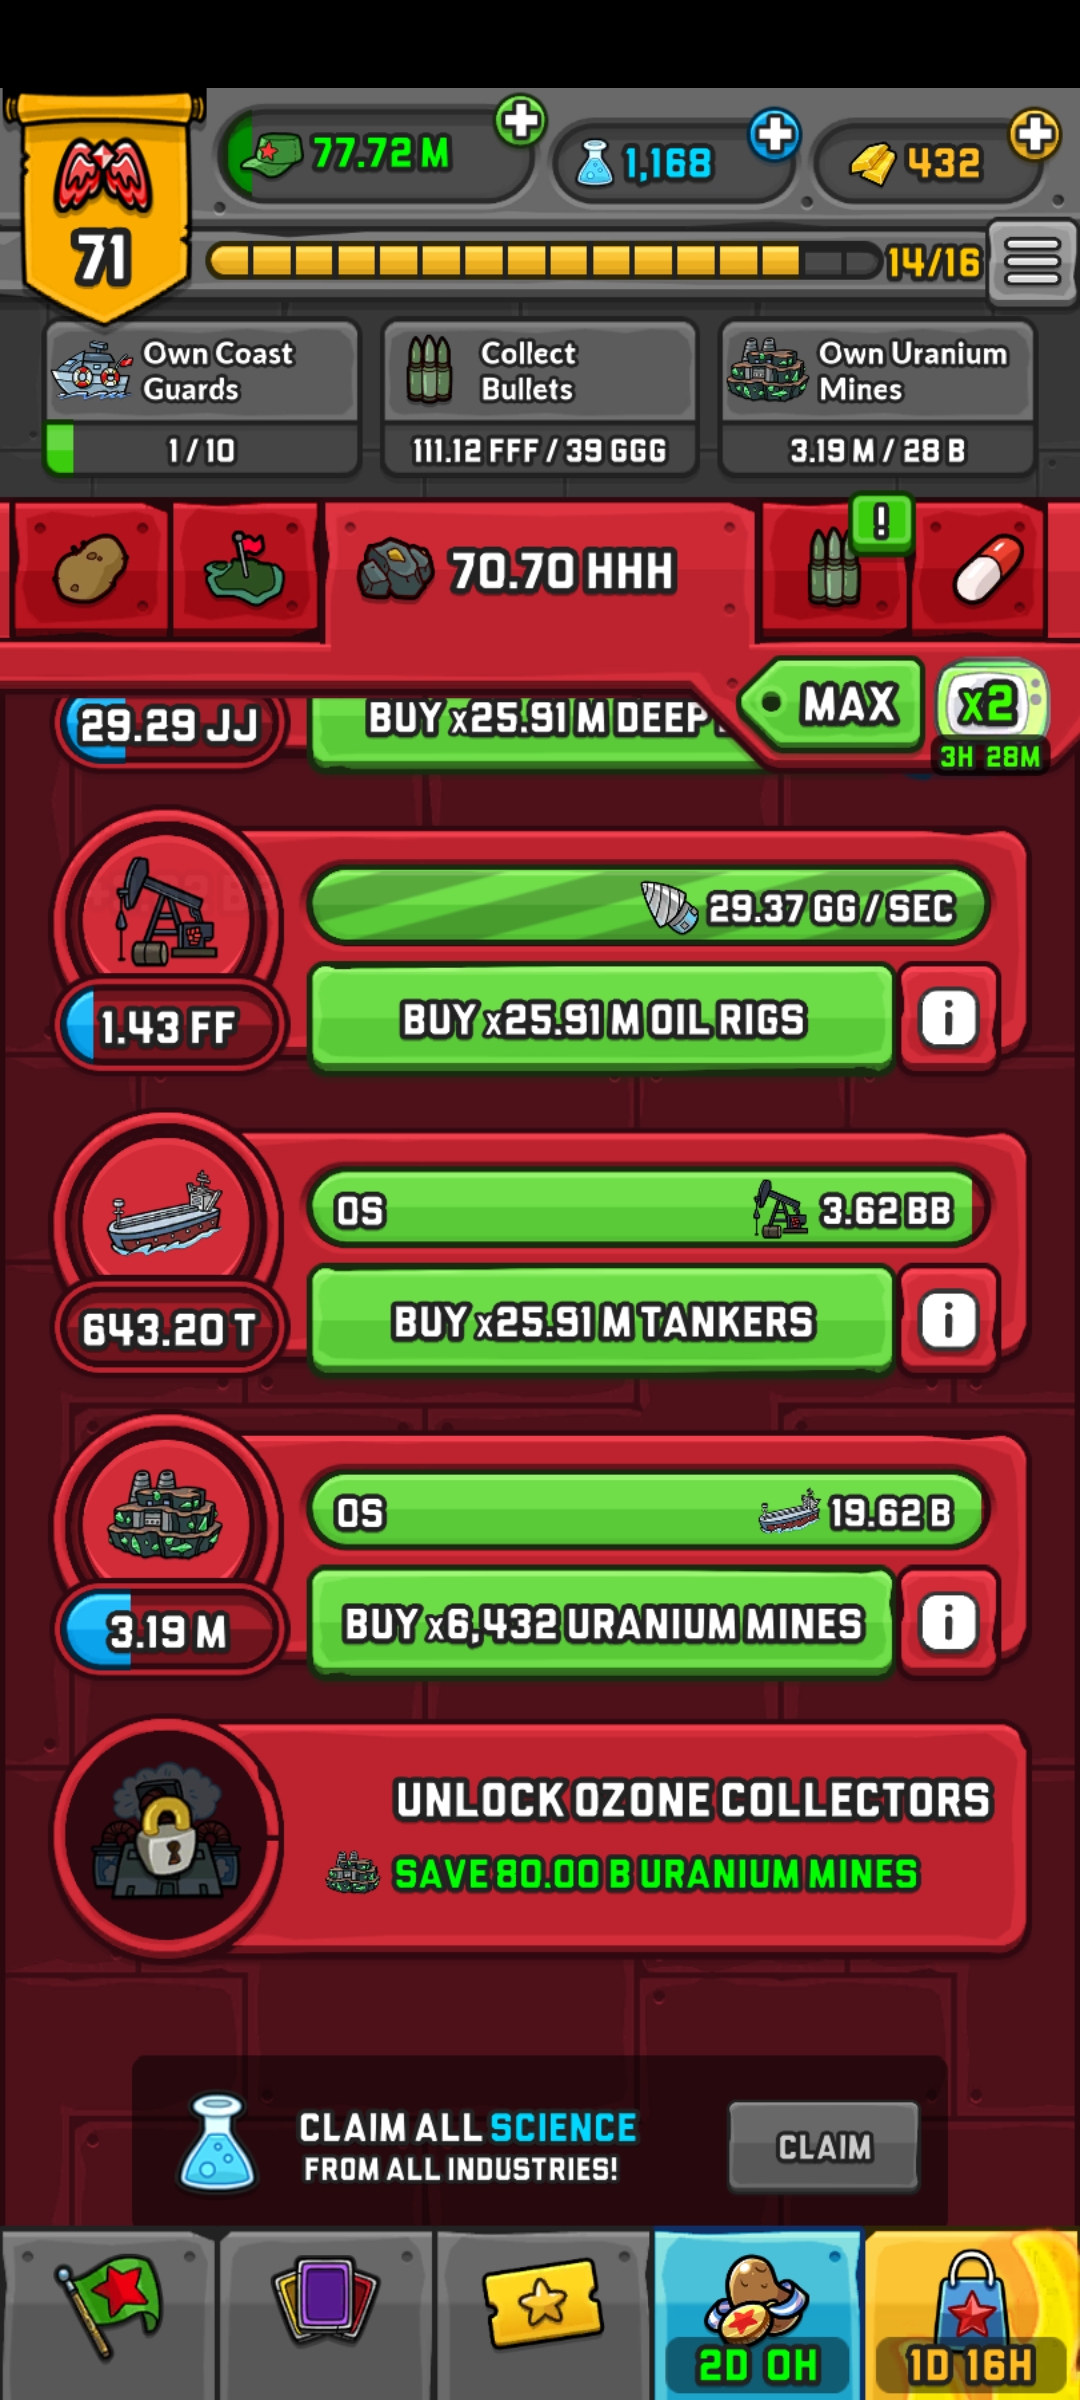 77.72 M
1,168
432
71
14/16
Own Coast
Guards
1 / 10
Collect
Bullets
111.12 FFF / 39 GGG
Own Uranium
Mines
3.19 M / 28 B
70.70 HHH
!
MAX
x2
3H 28M
29.29 JJ
BUY x25.91 M DEEP
29.37 GG / SEC
1.43 FF
BUY x25.91 M OIL RIGS
i
0S
3.62 BB
643.20 T
BUY x25.91 M TANKERS
i
0S
19.62 B
3.19 M
BUY x6,432 URANIUM MINES
i
UNLOCK OZONE COLLECTORS
SAVE 80.00 B URANIUM MINES
CLAIM ALL SCIENCE
FROM ALL INDUSTRIES!
CLAIM
2D 0H
1D 16H